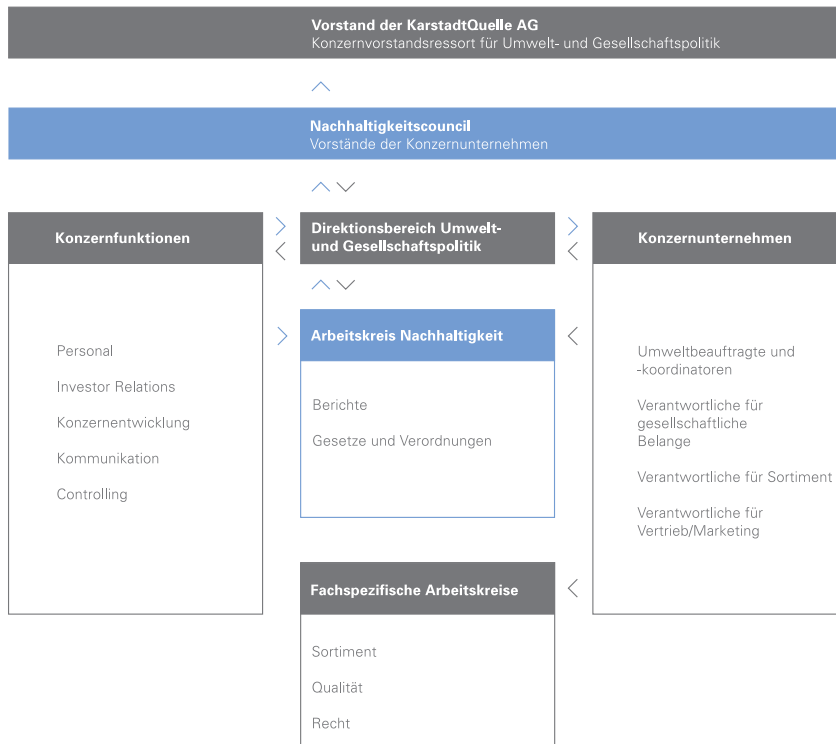 Vorstand der KarstadtQuelle AG
Konzernvorstandsressort für Umwelt- und Gesellschaftspolitik
Nachhaltigkeitscouncil
Vorstände der Konzernunternehmen
Konzernfunktionen
Personal
Investor Relations
Konzernentwicklung
Kommunikation
Controlling
Direktionsbereich Umwelt-
und Gesellschaftspolitik
Arbeitskreis Nachhaltigkeit
Berichte
Gesetze und Verordnungen
Fachspezifische Arbeitskreise
Sortiment
Qualität
Recht
Konzernunternehmen
Umweltbeauftragte und
-koordinatoren
Verantwortliche für
gesellschaftliche
Belange
Verantwortliche für Sortiment
Verantwortliche für
Vertrieb/Marketing